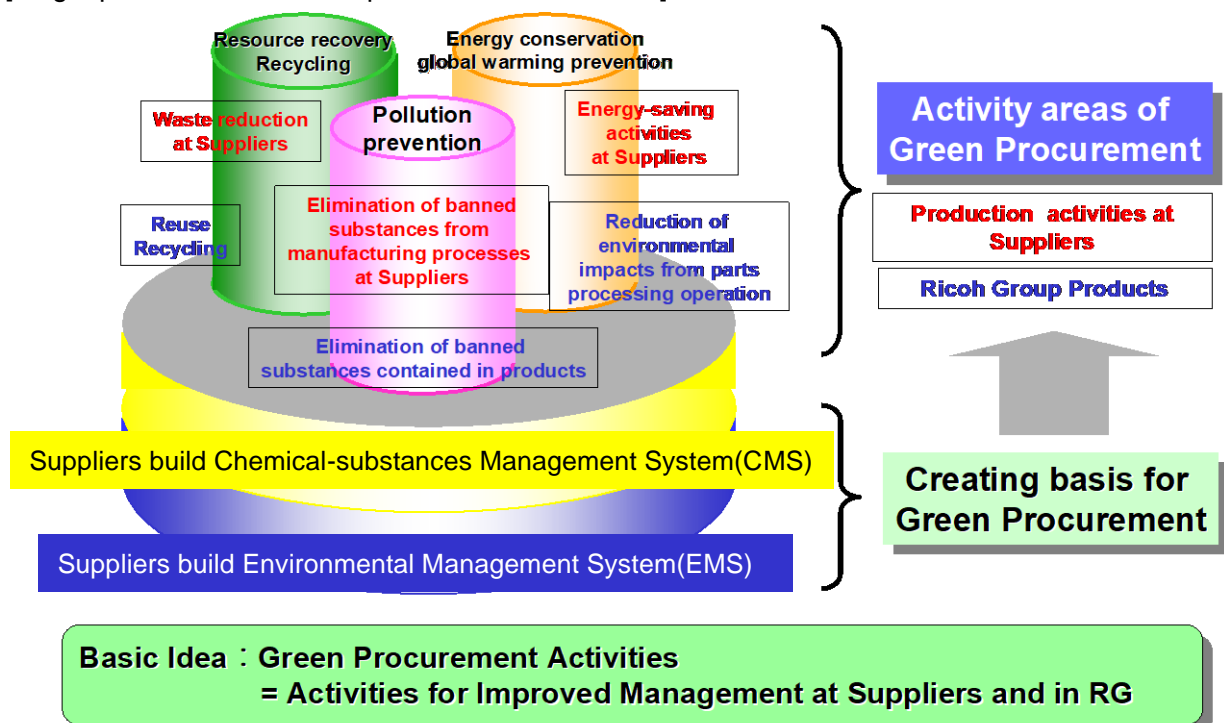 Resource recovery
Recycling
Energy conservation
global warming prevention
Pollution
prevention
Waste reduction
at Suppliers
Energy-saving
activities
at Suppliers
Reuse
Recycling
Elimination of banned
substances from
manufacturing processes
at Suppliers
Reduction of
environmental
impacts from parts
processing operation
Elimination of banned
substances contained in products
Activity areas of
Green Procurement
Production activities at
Suppliers
Ricoh Group Products
Suppliers build Chemical-substances Management System(CMS)
Suppliers build Environmental Management System(EMS)
Creating basis for
Green Procurement
Basic Idea：Green Procurement Activities
= Activities for Improved Management at Suppliers and in RG